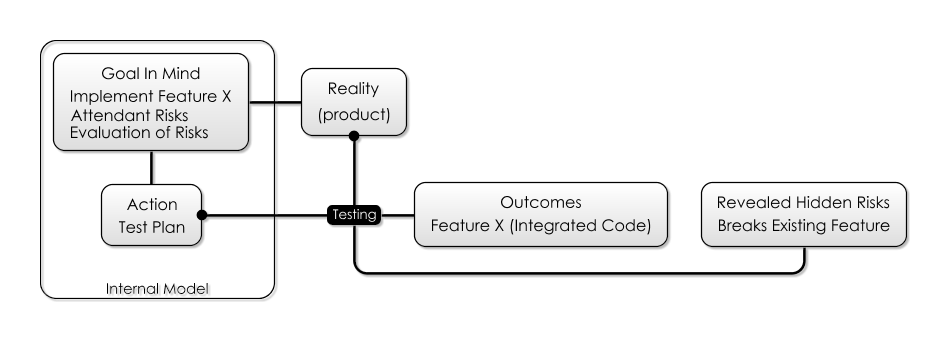 Goal In Mind
Implement Feature X
Attendant Risks
Evaluation of Risks
Reality
(product)
Action
Test Plan
Testing
Outcomes
Feature X (Integrated Code)
Revealed Hidden Risks
Breaks Existing Feature
Internal Model